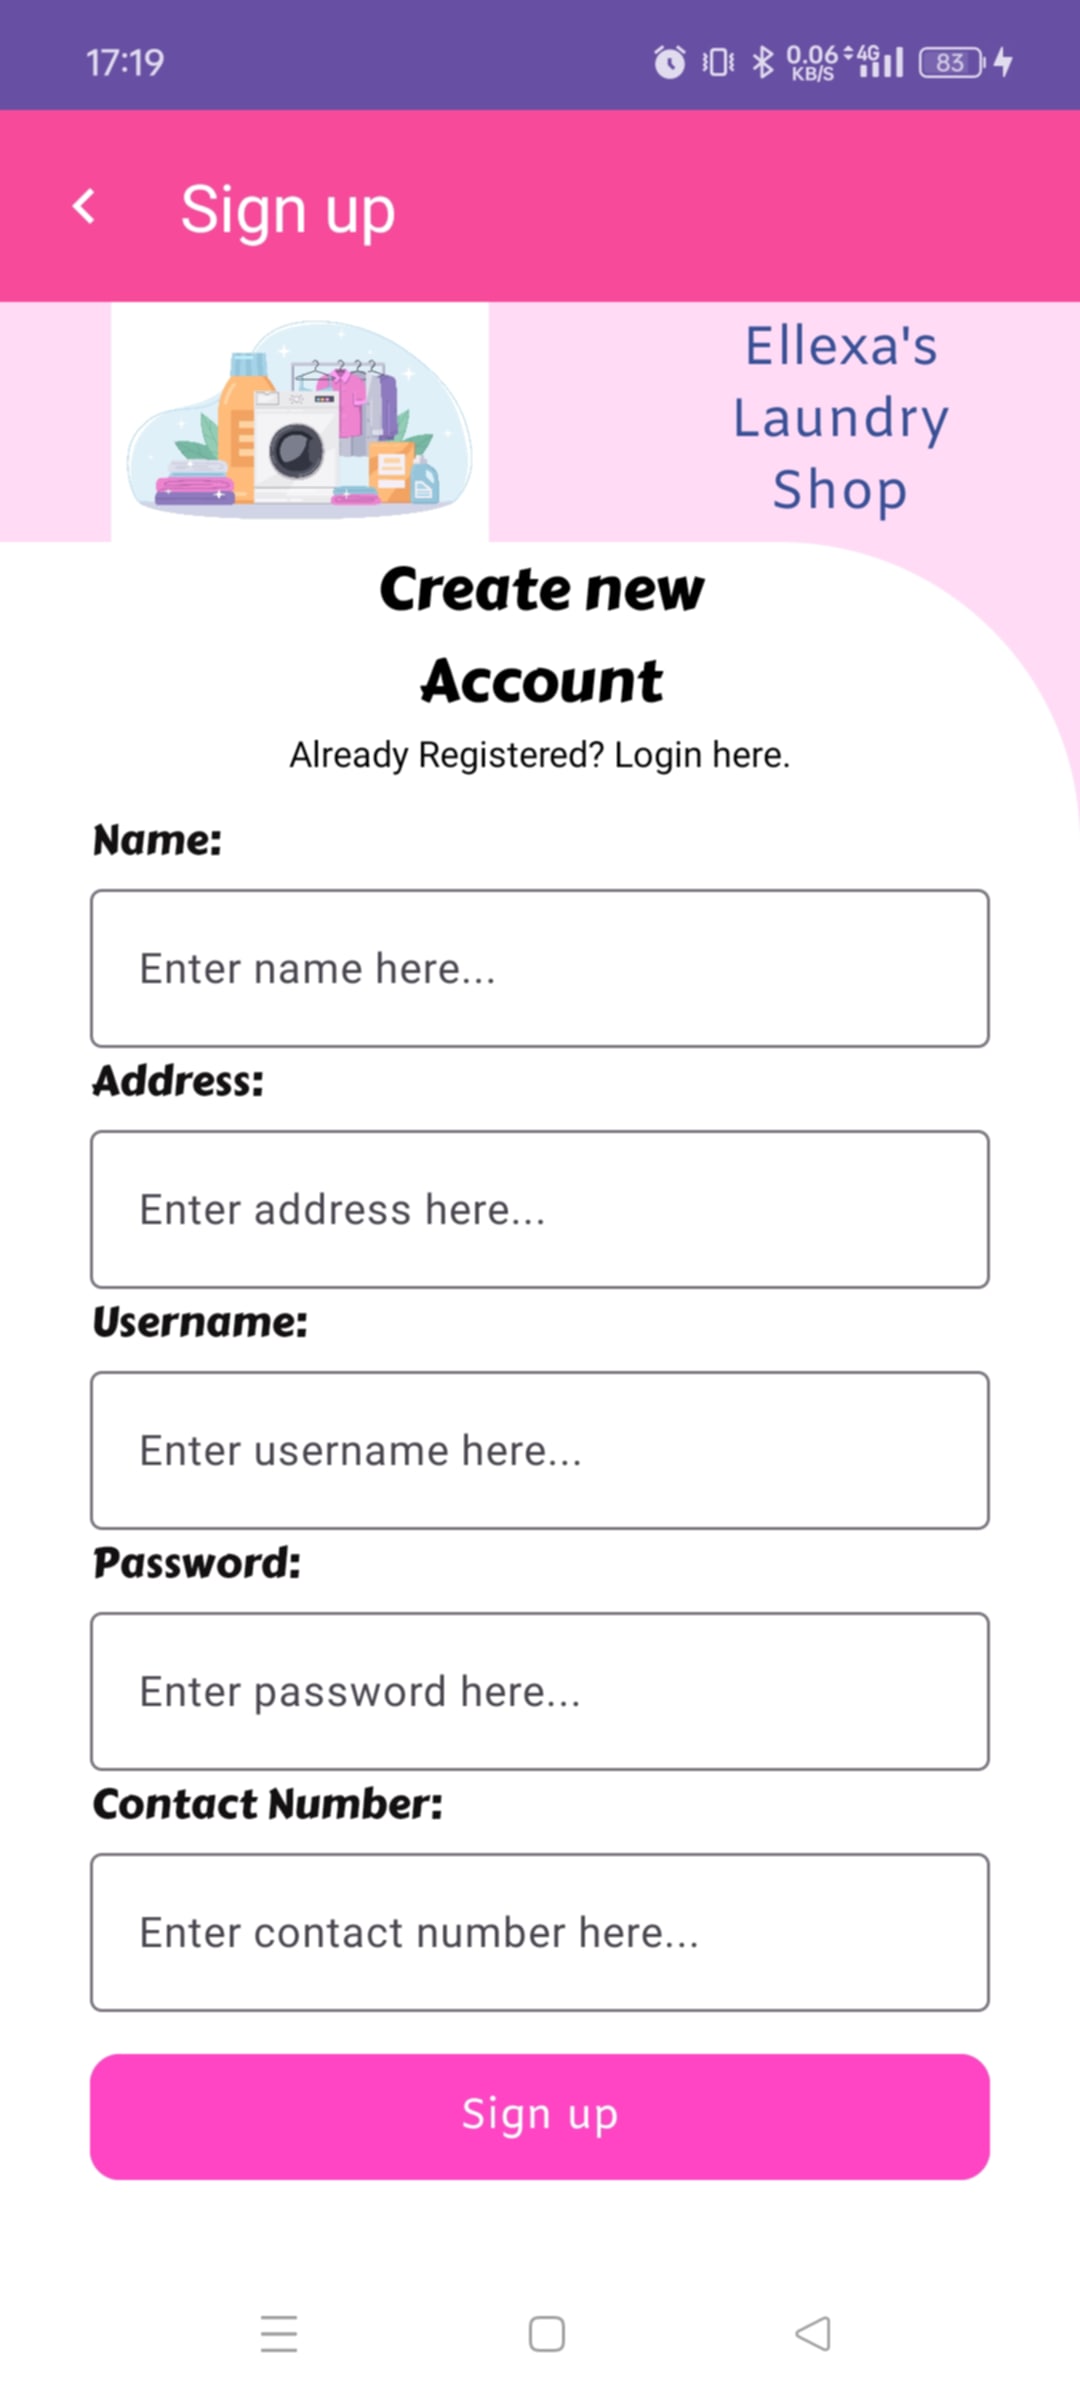 17:19
0.06 4G
KB/S
83
Sign up
Ellexa's
Laundry
Shop
Create new
Account
Already Registered? Login here.
Name:
Enter name here...
Address:
Enter address here...
Username:
Enter username here...
Password:
Enter password here...
Contact Number:
Enter contact number here...
Sign up